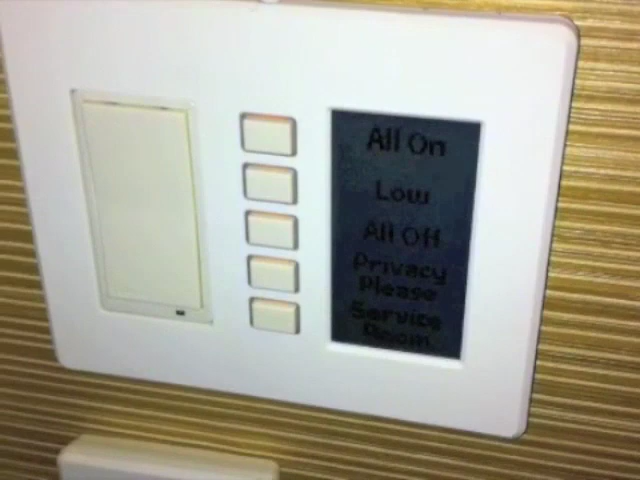 All On
Low
All Off
Privacy
Please
Service
Room